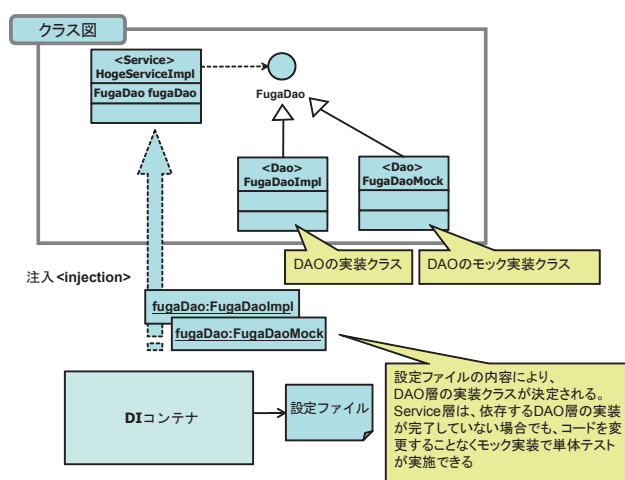 クラス図
<Service>
HogeServiceImpl
FugaDao fugaDao
FugaDao
<Dao>
FugaDaoImpl
<Dao>
FugaDaoMock
DAOの実装クラス
DAOのモック実装クラス
注入<injection>
fugaDao:FugaDaoImpl
fugaDao:FugaDaoMock
設定ファイルの内容により、
DAO層の実装クラスが決定される。
Service層は、依存するDAO層の実装
が完了していない場合でも、コードを変
更することなくモック実装で単体テスト
が実施できる
DIコンテナ
設定ファイル